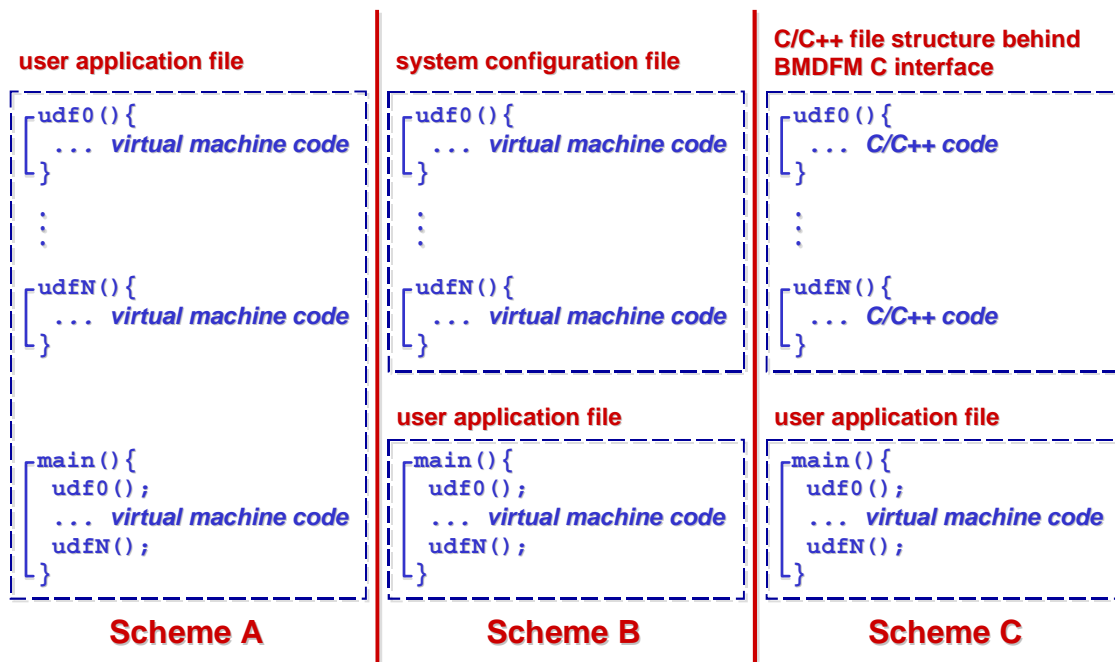 user application file
udf0(){
... virtual machine code
}
.
.
.
udfN(){
... virtual machine code
}
main(){
udf0();
... virtual machine code
udfN();
}
Scheme A
system configuration file
udf0(){
... virtual machine code
}
.
.
.
udfN(){
... virtual machine code
}
user application file
main(){
udf0();
... virtual machine code
udfN();
}
Scheme B
C/C++ file structure behind
BMDFM C interface
udf0(){
... C/C++ code
}
.
.
.
udfN(){
... C/C++ code
}
user application file
main(){
udf0();
... virtual machine code
udfN();
}
Scheme C